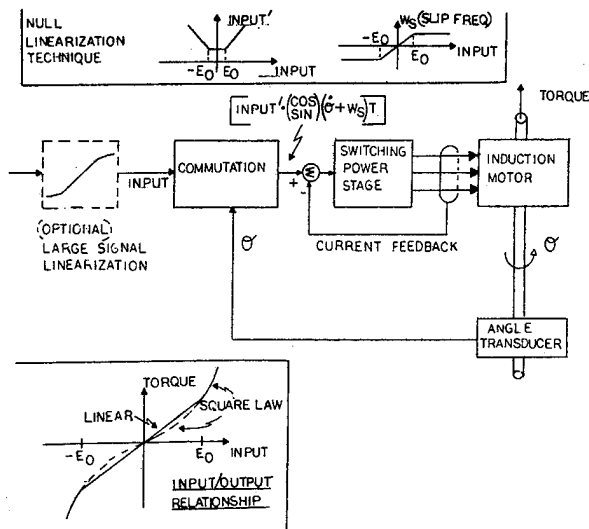 NULL
LINEARIZATION
TECHNIQUE
INPUT'
-E0 E0
INPUT
WS (SLIP FREQ)
-E0
E0
INPUT
TORQUE
[INPUT' • (COS/SIN) (σ̇ + WS) T]
COMMUTATION
SWITCHING
POWER
STAGE
INDUCTION
MOTOR
INPUT
+
-
Σ
(OPTIONAL)
LARGE SIGNAL
LINEARIZATION
CURRENT FEEDBACK
σ
σ
ANGLE
TRANSDUCER
TORQUE
LINEAR
SQUARE LAW
-E0
E0
INPUT
INPUT/OUTPUT
RELATIONSHIP